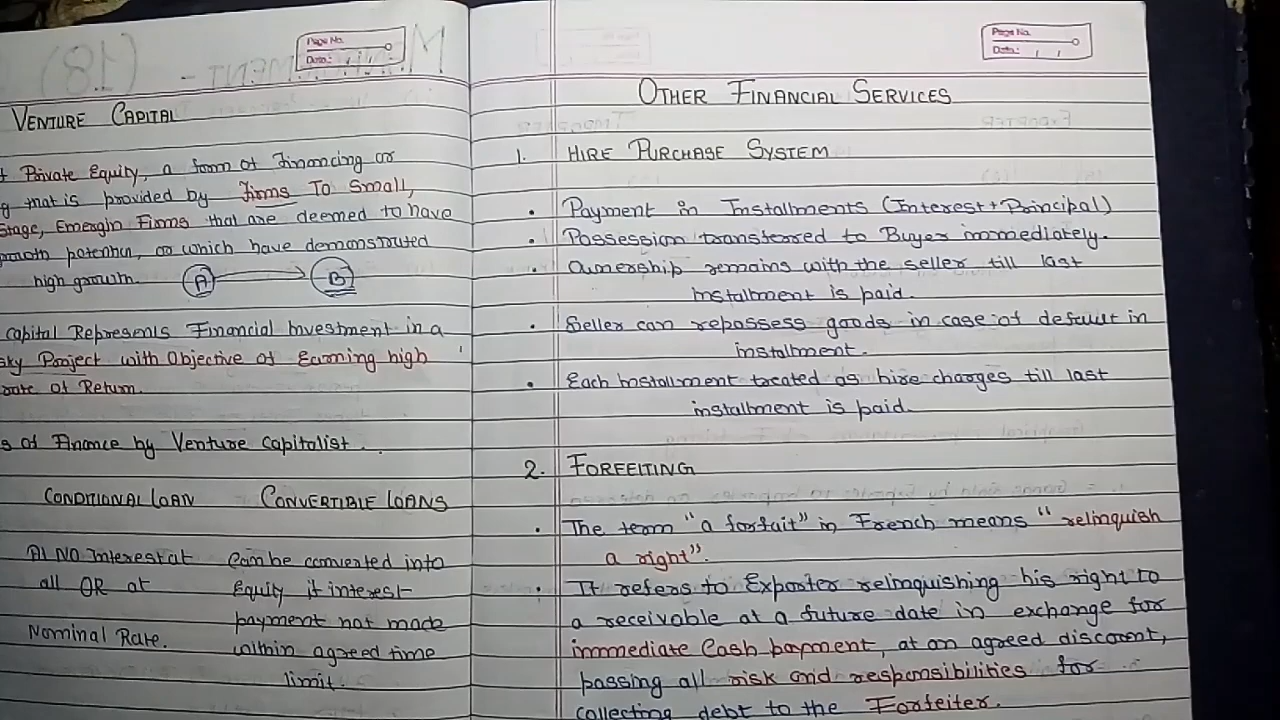 Page No.
Date:
VENTURE CAPITAL
Private Equity, a form of Financing or
that is provided by Firms To Small,
Stage, Emergin Firms that are deemed to have
or which have demonstrated
high growth. A B
capital Represents Financial Investment in a
Project with Objective of Earning high
rate of Return.
of Finance by Venture Capitalist.
CONDITIONAL LOAN CONVERTIBLE LOANS
A) NO Interest at Can be converted into
all OR at Equity if interest
payment not made
Nominal Rate. within agreed time
limit.
Page No.
Date:
OTHER FINANCIAL SERVICES
1. HIRE PURCHASE SYSTEM
• Payment in Installments (Interest + Principal)
• Possession transferred to Buyer immediately.
• Ownership remains with the seller till last
installment is paid.
• Seller can repossess goods in case of default in
installment.
• Each Installment treated as hire charges till last
installment is paid.
2. FORFEITING
• The term "a forfait" in French means "relinquish
a right".
• It refers to Exporter relinquishing his right to
a receivable at a future date in exchange for
immediate Cash payment, at an agreed discount,
passing all risk and responsibilities for
collecting debt to the Forfeiter.